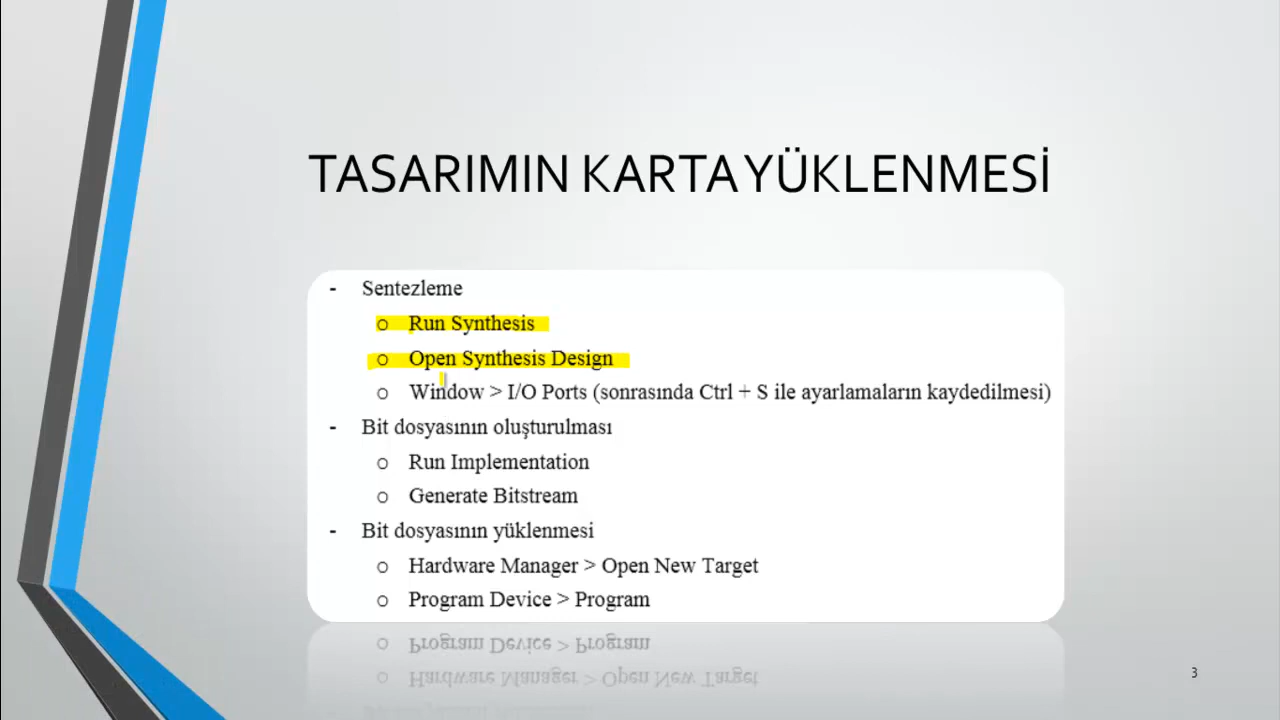 TASARIMIN KARTA YÜKLENMESİ
- Sentezleme
o Run Synthesis
o Open Synthesis Design
o Window > I/O Ports (sonrasında Ctrl + S ile ayarlamaların kaydedilmesi)
- Bit dosyasının oluşturulması
o Run Implementation
o Generate Bitstream
- Bit dosyasının yüklenmesi
o Hardware Manager > Open New Target
o Program Device > Program
3